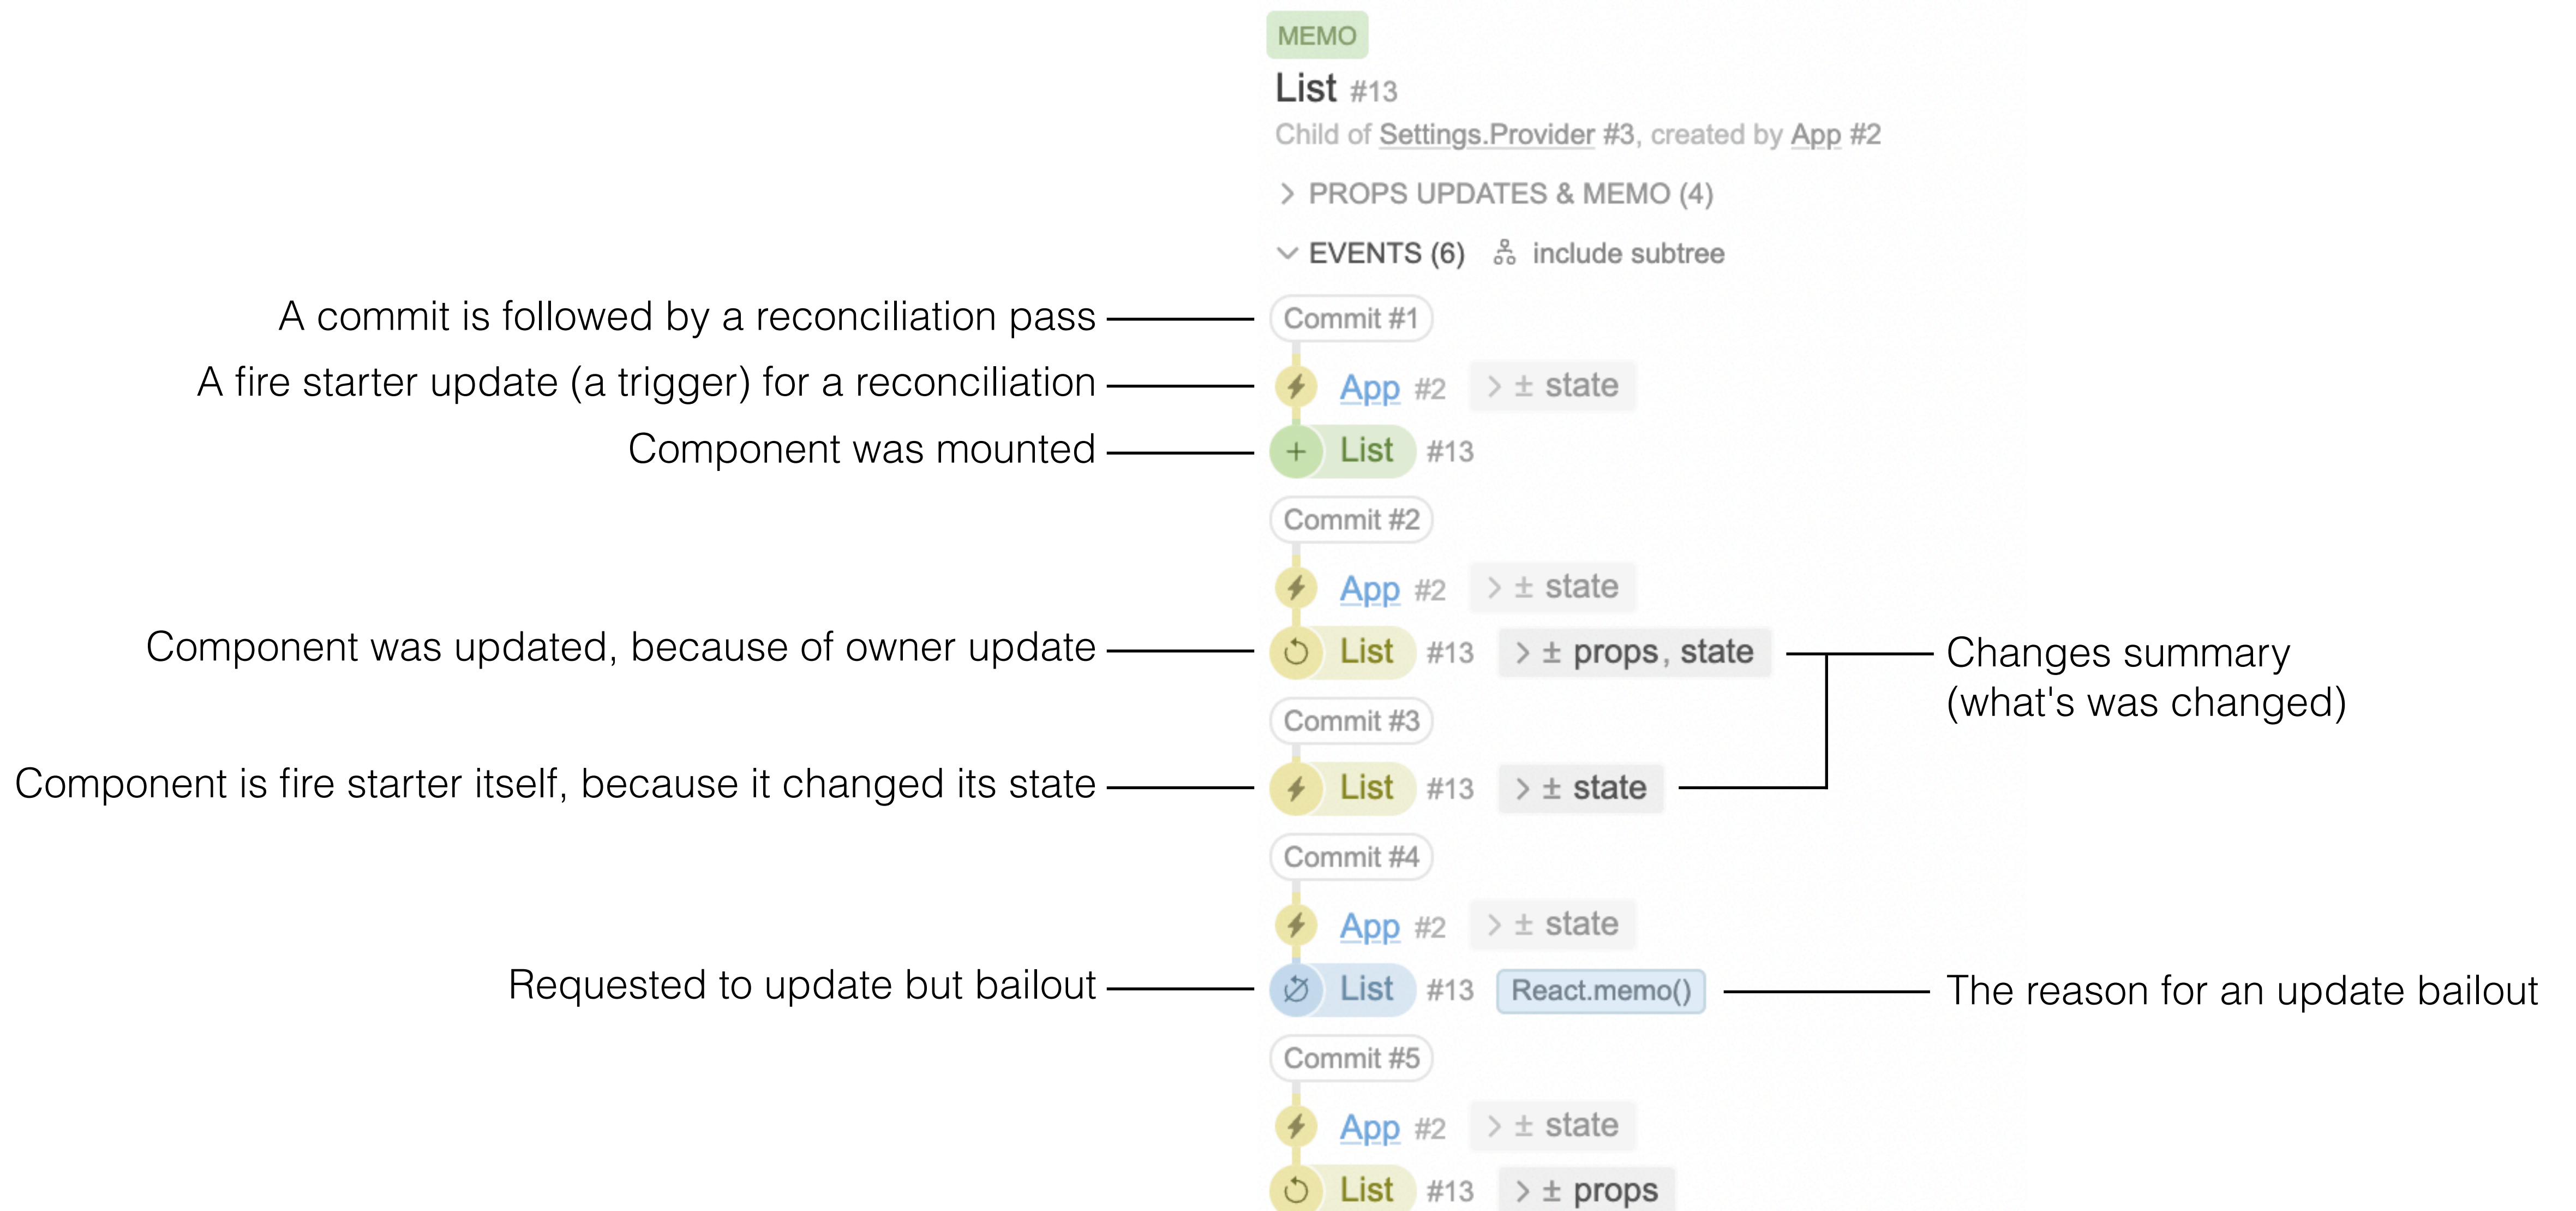 MEMO
List #13
Child of Settings.Provider #3, created by App #2
PROPS UPDATES & MEMO (4)
EVENTS (6) include subtree
A commit is followed by a reconciliation pass
Commit #1
A fire starter update (a trigger) for a reconciliation
App #2 > ± state
Component was mounted
+ List #13
Commit #2
App #2 > ± state
Component was updated, because of owner update
List #13 > ± props, state
Changes summary
(what's was changed)
Commit #3
Component is fire starter itself, because it changed its state
List #13 > ± state
Commit #4
App #2 > ± state
Requested to update but bailout
List #13 React.memo()
The reason for an update bailout
Commit #5
App #2 > ± state
List #13 > ± props